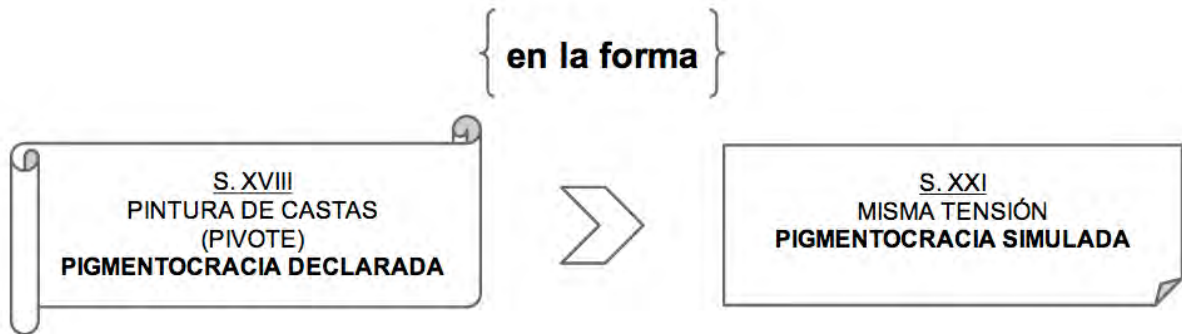 en la forma
S. XVIII
PINTURA DE CASTAS
(PIVOTE)
PIGMENTOCRACIA DECLARADA
S. XXI
MISMA TENSIÓN
PIGMENTOCRACIA SIMULADA